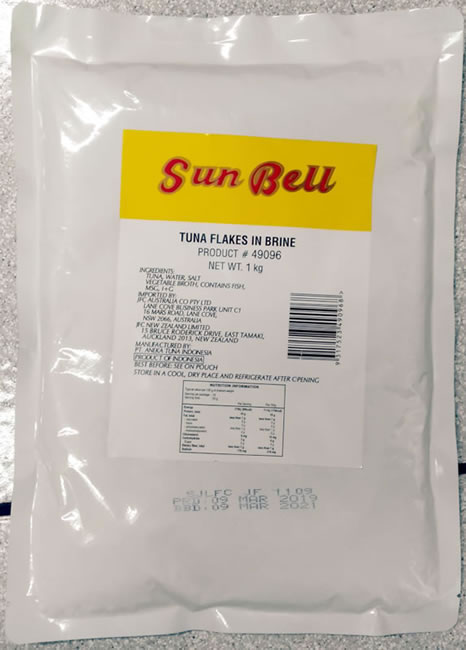 Sun Bell
TUNA FLAKES IN BRINE
PRODUCT # 49096
NET WT. 1 kg
INGREDIENTS:
TUNA, WATER, SALT
VEGETABLE BROTH, CONTAINS FISH,
MSG, I+G
IMPORTED BY:
JFC AUSTRALIA CO PTY LTD
LANE COVE BUSINESS PARK UNIT C1
16 MARS ROAD, LANE COVE,
NSW 2066, AUSTRALIA
JFC NEW ZEALAND LIMITED
15 BRUCE RODERICK DRIVE, EAST TAMAKI,
AUCKLAND 2013, NEW ZEALAND
MANUFACTURED BY:
PT. ANEKA TUNA INDONESIA
PRODUCT OF INDONESIA
BEST BEFORE: SEE ON POUCH
STORE IN A COOL, DRY PLACE AND REFRIGERATE AFTER OPENING
NUTRITION INFORMATION
SJLFC JF 1109
PRD.09 MAR 2019
BBD.09 MAR 2021